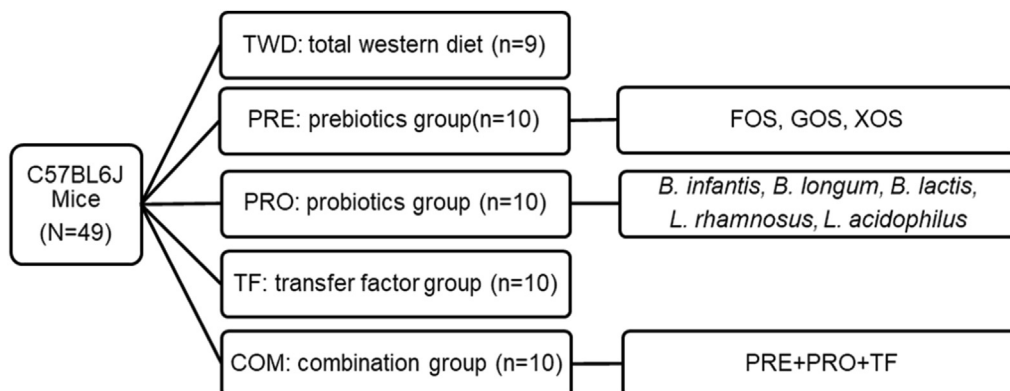 C57BL6J
Mice
(N=49)
TWD: total western diet (n=9)
PRE: prebiotics group(n=10)
FOS, GOS, XOS
PRO: probiotics group (n=10)
B. infantis, B. longum, B. lactis,
L. rhamnosus, L. acidophilus
TF: transfer factor group (n=10)
COM: combination group (n=10)
PRE+PRO+TF